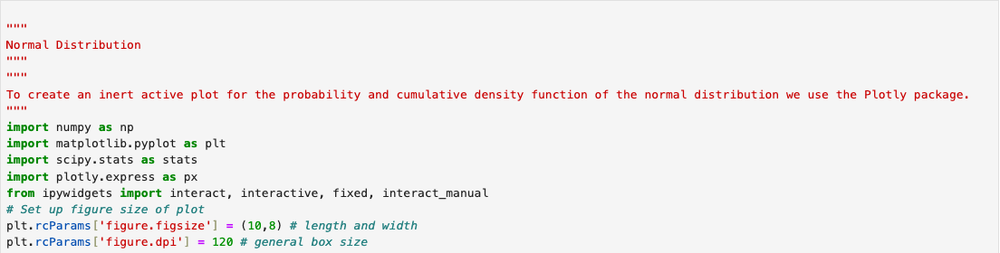 """
Normal Distribution
"""
"""
To create an inert active plot for the probability and cumulative density function of the normal distribution we use the Plotly package.
"""
import numpy as np
import matplotlib.pyplot as plt
import scipy.stats as stats
import plotly.express as px
from ipywidgets import interact, interactive, fixed, interact_manual
# Set up figure size of plot
plt.rcParams['figure.figsize'] = (10,8) # length and width
plt.rcParams['figure.dpi'] = 120 # general box size